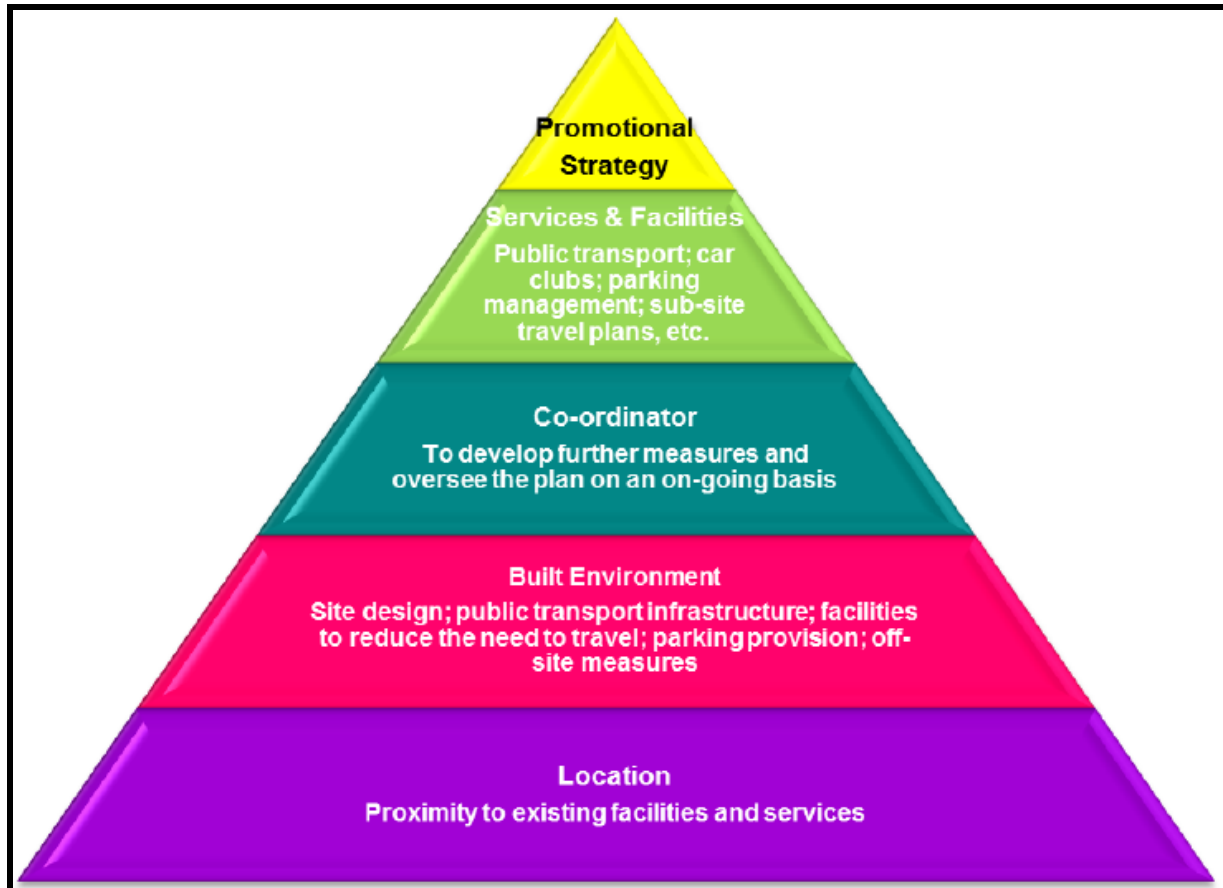 Promotional
Strategy
Services & Facilities
Public transport; car
clubs; parking
management; sub-site
travel plans, etc.
Co-ordinator
To develop further measures and
oversee the plan on an on-going basis
Built Environment
Site design; public transport infrastructure; facilities
to reduce the need to travel; parking provision; off-
site measures
Location
Proximity to existing facilities and services